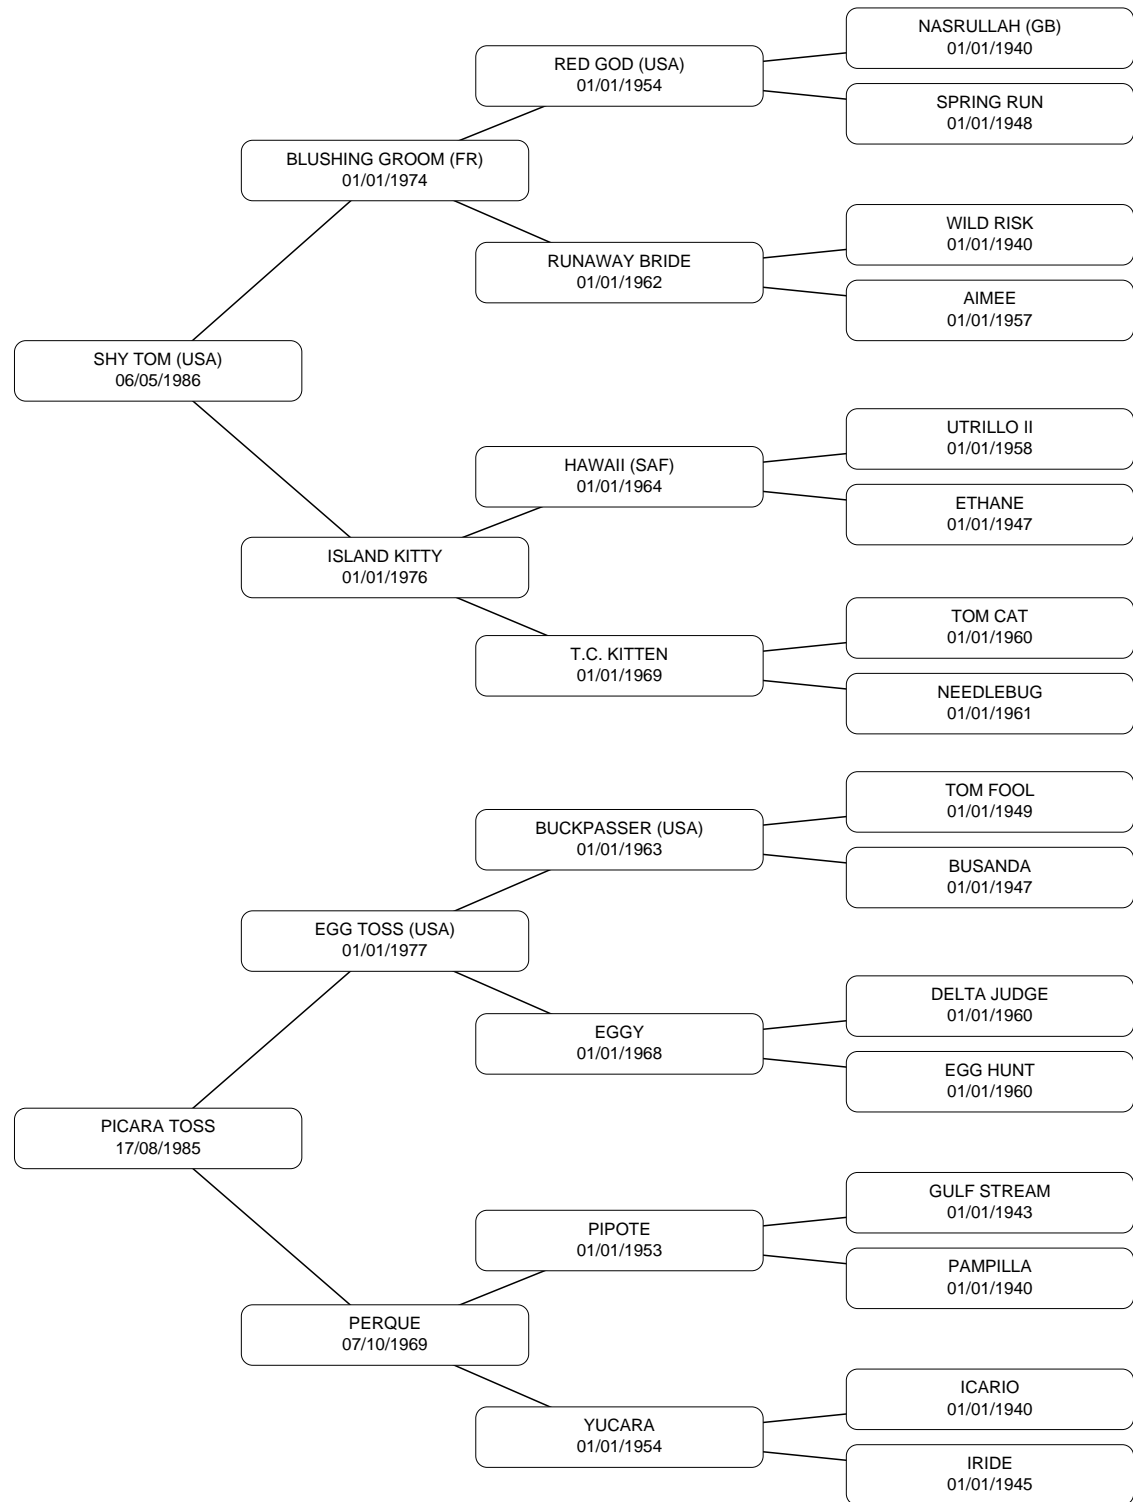 NASRULLAH (GB)
01/01/1940
RED GOD (USA)
01/01/1954
SPRING RUN
01/01/1948
BLUSHING GROOM (FR)
01/01/1974
WILD RISK
01/01/1940
RUNAWAY BRIDE
01/01/1962
AIMEE
01/01/1957
SHY TOM (USA)
06/05/1986
UTRILLO II
01/01/1958
HAWAII (SAF)
01/01/1964
ETHANE
01/01/1947
ISLAND KITTY
01/01/1976
TOM CAT
01/01/1960
T.C. KITTEN
01/01/1969
NEEDLEBUG
01/01/1961
TOM FOOL
01/01/1949
BUCKPASSER (USA)
01/01/1963
BUSANDA
01/01/1947
EGG TOSS (USA)
01/01/1977
DELTA JUDGE
01/01/1960
EGGY
01/01/1968
EGG HUNT
01/01/1960
PICARA TOSS
17/08/1985
GULF STREAM
01/01/1943
PIPOTE
01/01/1953
PAMPILLA
01/01/1940
PERQUE
07/10/1969
ICARIO
01/01/1940
YUCARA
01/01/1954
IRIDE
01/01/1945